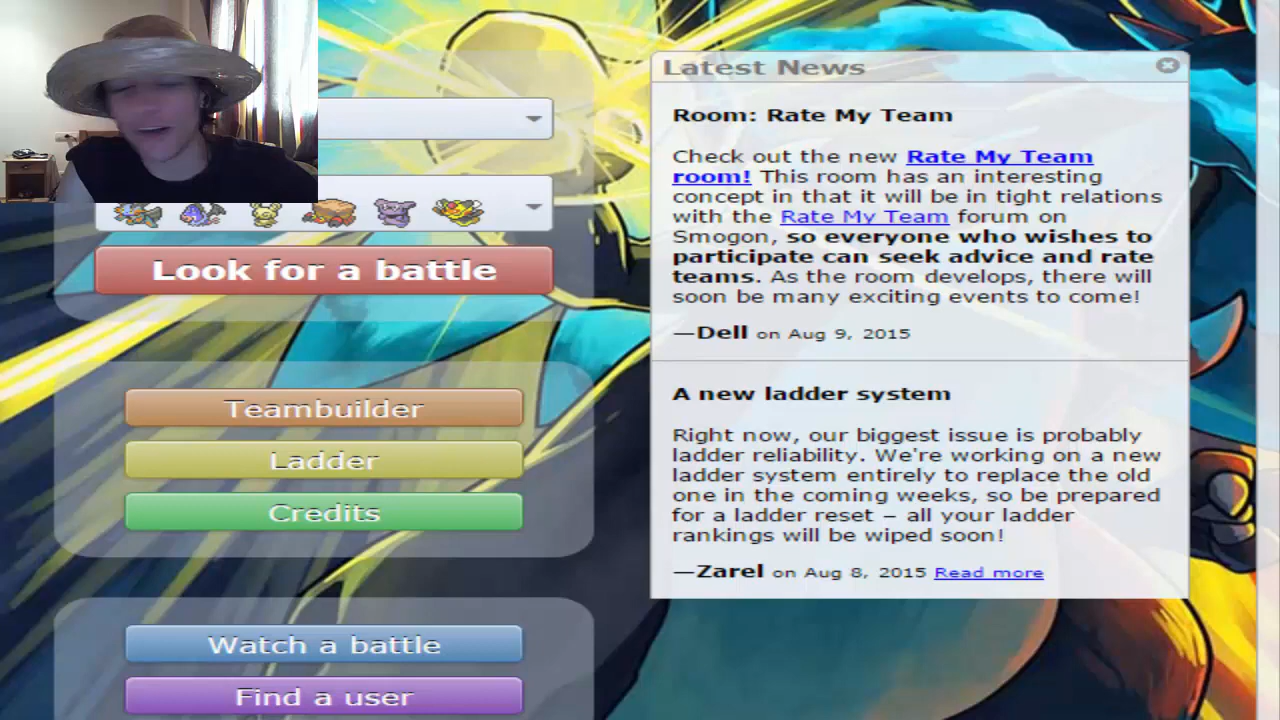 Latest News
Room: Rate My Team
Check out the new Rate My Team
room! This room has an interesting
concept in that it will be in tight relations
with the Rate My Team forum on
Smogon, so everyone who wishes to
participate can seek advice and rate
teams. As the room develops, there will
soon be many exciting events to come!
—Dell on Aug 9, 2015
A new ladder system
Right now, our biggest issue is probably
ladder reliability. We're working on a new
ladder system entirely to replace the old
one in the coming weeks, so be prepared
for a ladder reset – all your ladder
rankings will be wiped soon!
—Zarel on Aug 8, 2015 Read more
Look for a battle
Teambuilder
Ladder
Credits
Watch a battle
Find a user